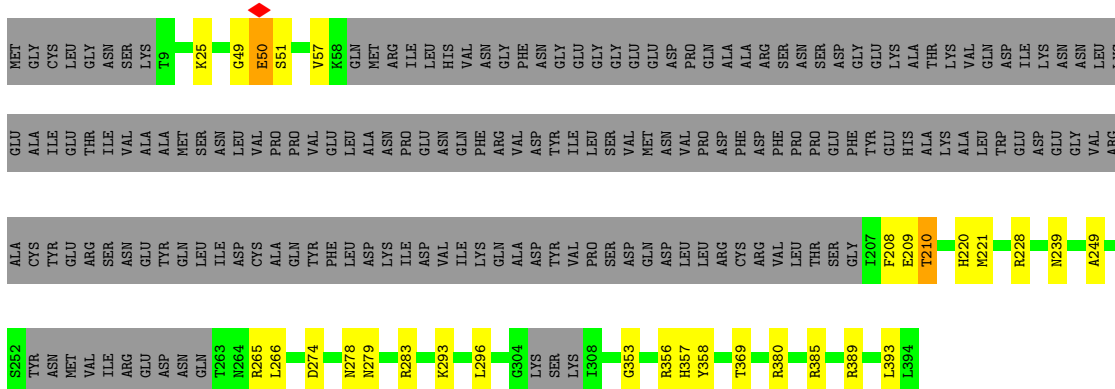 MET GLY CYS LEU GLY ASN SER LYS T9 K25 G49 E50 S51 V57 K58 GLN MET ARG ILE LEU HIS VAL ASN GLY PHE ASN GLY GLU GLY GLY GLU GLU ASP PRO GLN ALA ALA ARG SER ASN SER ASP GLY GLU LYS ALA THR LYS VAL GLN ASP ILE LYS ASN ASN LEU
GLU ALA ILE GLU THR ILE VAL ALA ALA MET SER ASN LEU VAL PRO PRO VAL GLU LEU ALA ASN PRO GLU ASN GLN PHE ARG VAL ASP TYR ILE LEU SER VAL MET ASN VAL PRO ASP PHE ASP PHE PRO PRO GLU PHE TYR GLU HIS ALA LYS ALA LEU TRP GLU ASP GLU GLY VAL ARG
ALA CYS TYR GLU ARG SER ASN GLU TYR GLN LEU ILE ASP CYS ALA GLN TYR PHE LEU ASP LYS ILE ASP VAL ILE LYS GLN ALA ASP TYR VAL PRO SER ASP GLN ASP LEU LEU ARG CYS ARG VAL LEU THR SER GLY I207 F208 E209 T210 H220 M221 R228 N239 A249
S252 TYR ASN MET VAL ILE ARG GLU ASP ASN GLN T263 N264 R265 L266 D274 N278 N279 R283 K293 L296 G304 LYS SER LYS I308 G353 R356 H357 Y358 T369 R380 R385 R389 L393 L394